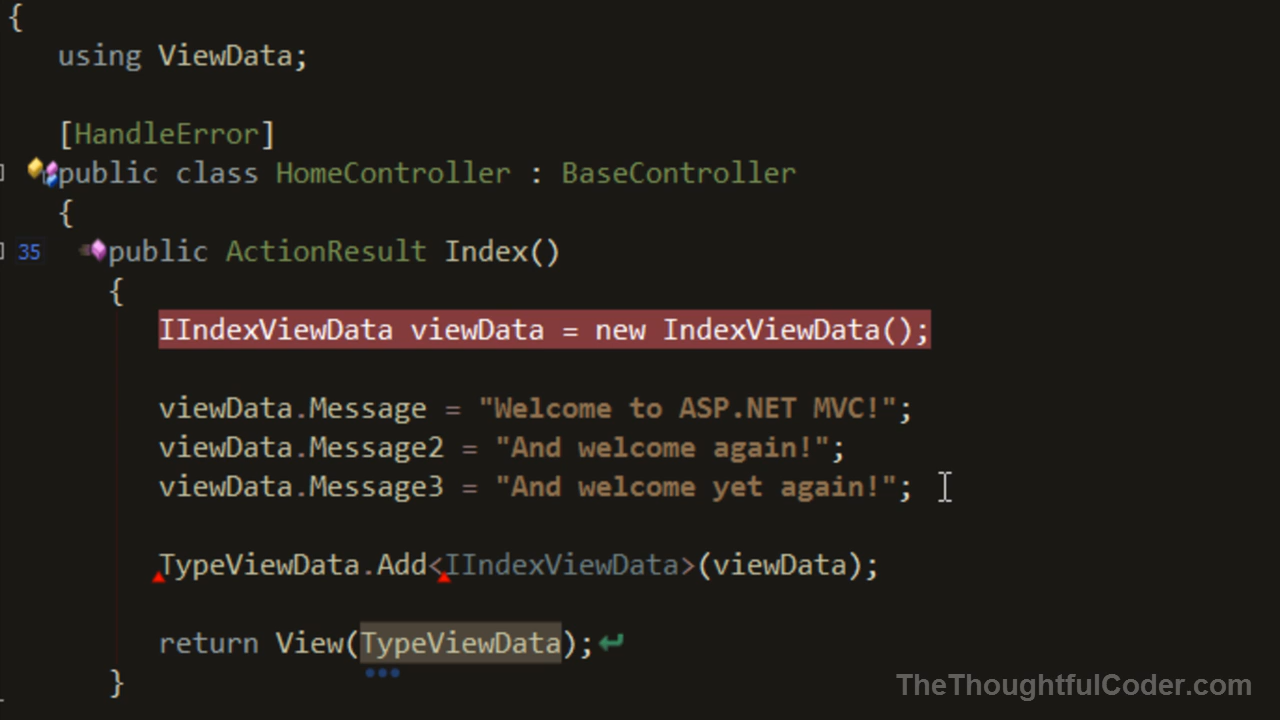 {
using ViewData;
[HandleError]
public class HomeController : BaseController
{
35 public ActionResult Index()
{
IIndexViewData viewData = new IndexViewData();
viewData.Message = "Welcome to ASP.NET MVC!";
viewData.Message2 = "And welcome again!";
viewData.Message3 = "And welcome yet again!";
TypeViewData.Add<IIndexViewData>(viewData);
return View(TypeViewData);
}
TheThoughtfulCoder.com